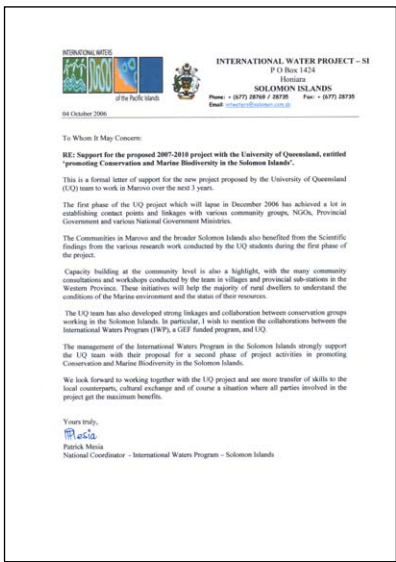 INTERNATIONAL WATERS
of the Pacific Islands
INTERNATIONAL WATER PROJECT – SI
P O Box 1424
Honiara
SOLOMON ISLANDS
Phone: + (677) 28769 / 28735 Fax: + (677) 28735
Email:
04 October 2006
To Whom It May Concern:
RE: Support for the proposed 2007-2010 project with the University of Queensland, entitled
'promoting Conservation and Marine Biodiversity in the Solomon Islands'.
This is a formal letter of support for the new project proposed by the University of Queensland
(UQ) team to work in Marovo over the next 3 years.
The first phase of the UQ project which will lapse in December 2006 has achieved a lot in
establishing contact points and linkages with various community groups, NGOs, Provincial
Government and various National Government Ministries.
The Communities in Marovo and the broader Solomon Islands also benefited from the Scientific
findings from the various research work conducted by the UQ students during the first phase of
the project.
Capacity building at the community level is also a highlight, with the many community
consultations and workshops conducted by the team in villages and provincial sub-stations in the
Western Province. These initiatives will help the majority of rural dwellers to understand the
conditions of the Marine environment and the status of their resources.
The UQ team has also developed strong linkages and collaboration between conservation groups
working in the Solomon Islands. In particular, I wish to mention the collaborations between the
International Waters Program (IWP), a GEF funded program, and UQ.
The management of the International Waters Program in the Solomon Islands strongly support
the UQ team with their proposal for a second phase of project activities in promoting
Conservation and Marine Biodiversity in the Solomon Islands.
We look forward to working together with the UQ project and see more transfer of skills to the
local counterparts, cultural exchange and of course a situation where all parties involved in the
project get the maximum benefits.
Yours truly,
PMesia
Patrick Mesia
National Coordinator - International Waters Program – Solomon Islands